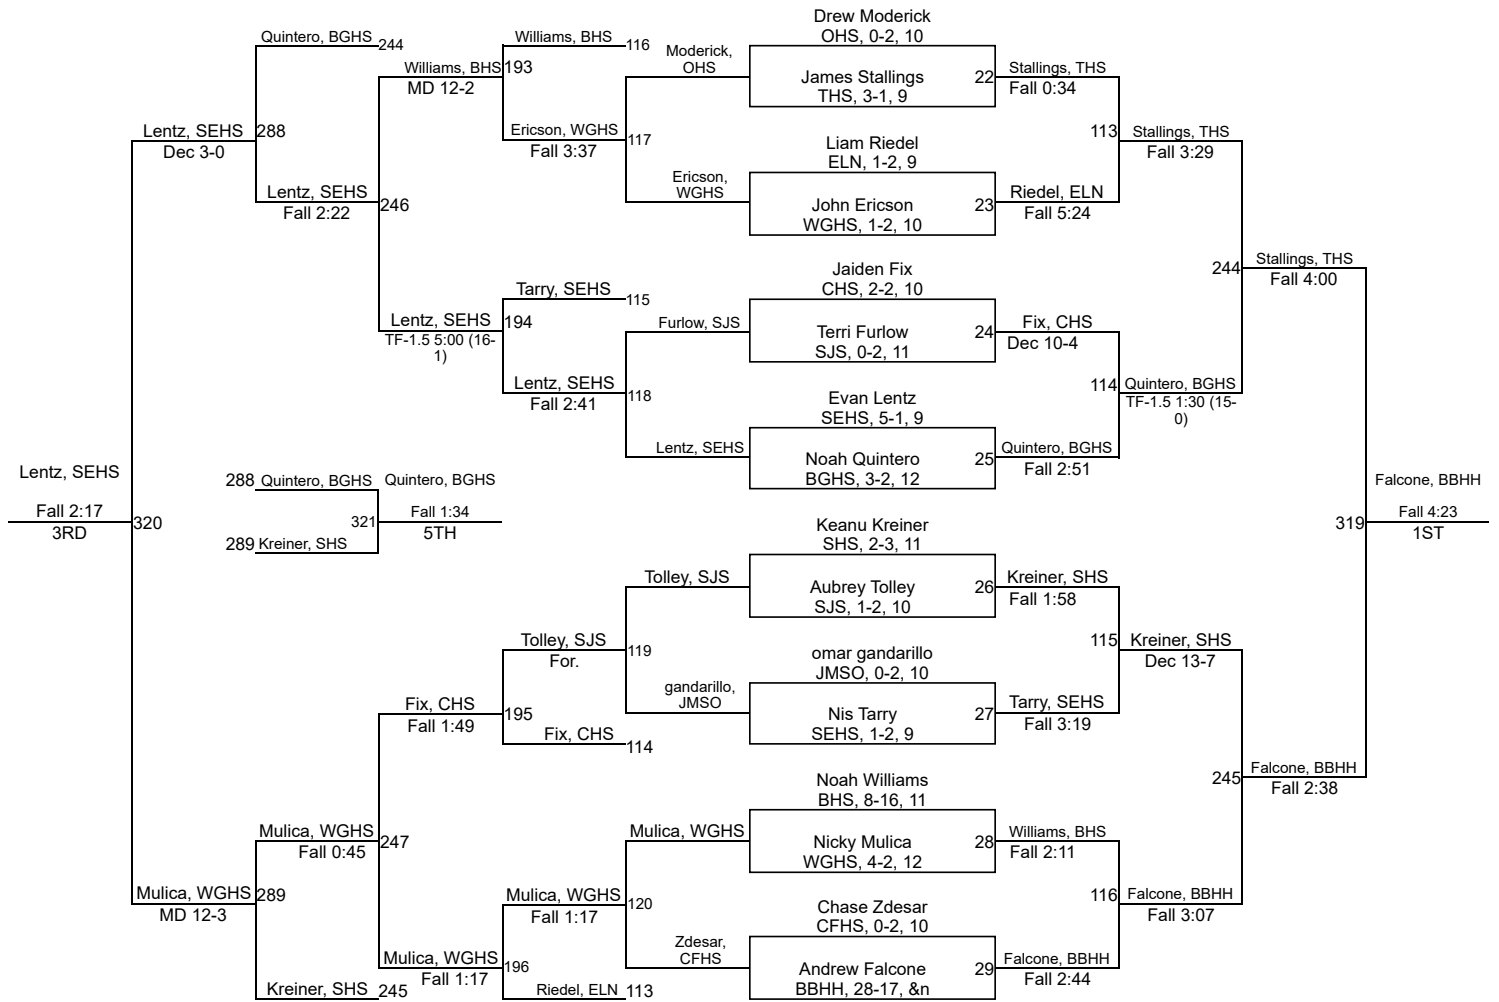 Drew Moderick
OHS, 0-2, 10
Quintero, BGHS
244
Williams, BHS
116
Moderick,
OHS
James Stallings
THS, 3-1, 9
22
Stallings, THS
Fall 0:34
Williams, BHS
193
MD 12-2
Lentz, SEHS
288
Dec 3-0
Ericson, WGHS
117
Fall 3:37
Liam Riedel
ELN, 1-2, 9
113
Stallings, THS
Fall 3:29
Ericson,
WGHS
John Ericson
WGHS, 1-2, 10
23
Riedel, ELN
Fall 5:24
Lentz, SEHS
Fall 2:22
246
Jaiden Fix
CHS, 2-2, 10
244
Stallings, THS
Fall 4:00
Tarry, SEHS
115
Lentz, SEHS
194
TF-1.5 5:00 (16-
1)
Furlow, SJS
Terri Furlow
SJS, 0-2, 11
24
Fix, CHS
Dec 10-4
Lentz, SEHS
118
Fall 2:41
Evan Lentz
SEHS, 5-1, 9
114
Quintero, BGHS
TF-1.5 1:30 (15-
0)
Lentz, SEHS
Noah Quintero
BGHS, 3-2, 12
25
Quintero, BGHS
Fall 2:51
Lentz, SEHS
288
Quintero, BGHS
Quintero, BGHS
Falcone, BBHH
Fall 2:17
320
3RD
321
Fall 1:34
5TH
319
Fall 4:23
1ST
289
Kreiner, SHS
Keanu Kreiner
SHS, 2-3, 11
Tolley, SJS
Aubrey Tolley
SJS, 1-2, 10
26
Kreiner, SHS
Fall 1:58
Tolley, SJS
119
For.
omar gandarillo
JMSO, 0-2, 10
115
Kreiner, SHS
Dec 13-7
gandarillo,
JMSO
Nis Tarry
SEHS, 1-2, 9
27
Tarry, SEHS
Fall 3:19
Fix, CHS
195
Fall 1:49
Fix, CHS
114
Noah Williams
BHS, 8-16, 11
245
Falcone, BBHH
Fall 2:38
Mulica, WGHS
247
Fall 0:45
Mulica, WGHS
Nicky Mulica
WGHS, 4-2, 12
28
Williams, BHS
Fall 2:11
Mulica, WGHS
289
MD 12-3
Mulica, WGHS
120
Fall 1:17
Chase Zdesar
CFHS, 0-2, 10
116
Falcone, BBHH
Fall 3:07
Mulica, WGHS
196
Fall 1:17
Zdesar,
CFHS
Andrew Falcone
BBHH, 28-17, &n
29
Falcone, BBHH
Fall 2:44
Kreiner, SHS
245
Riedel, ELN
113